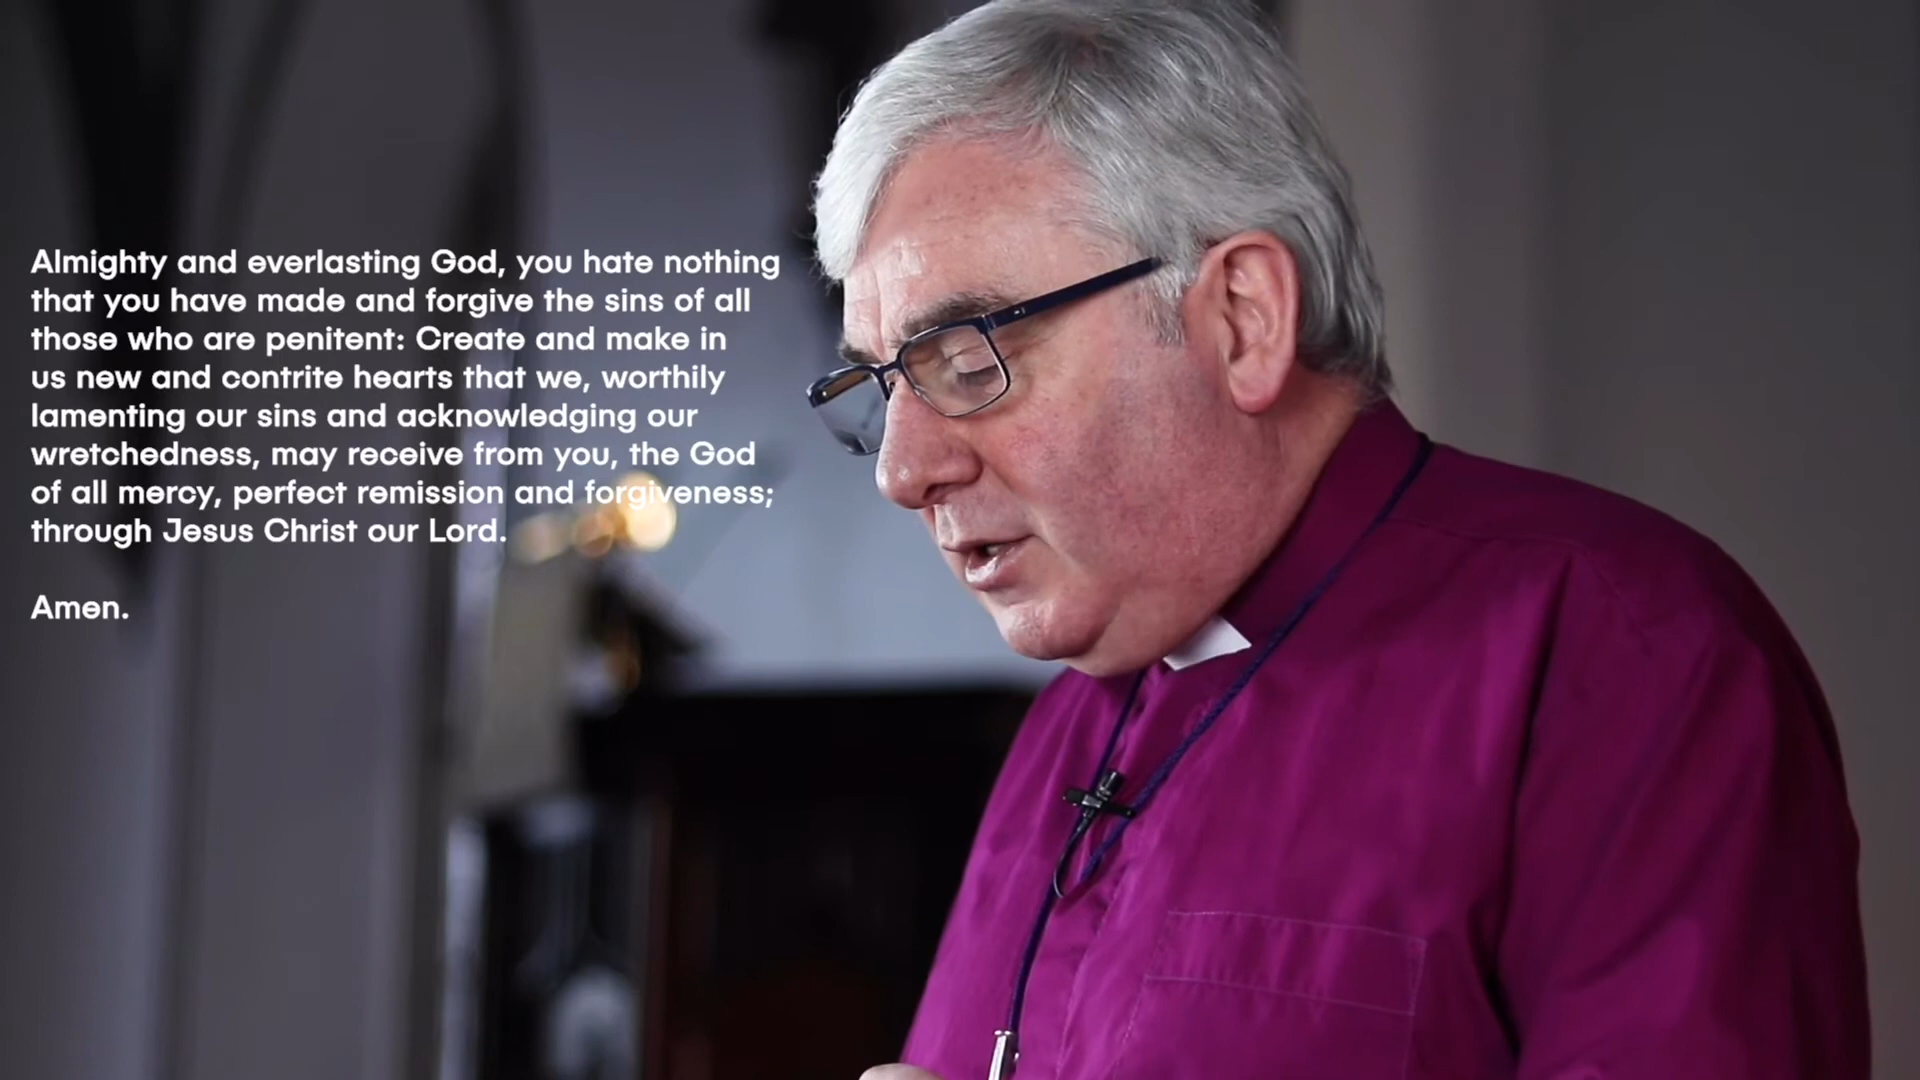 Almighty and everlasting God, you hate nothing
that you have made and forgive the sins of all
those who are penitent: Create and make in
us new and contrite hearts that we, worthily
lamenting our sins and acknowledging our
wretchedness, may receive from you, the God
of all mercy, perfect remission and forgiveness;
through Jesus Christ our Lord.
Amen.